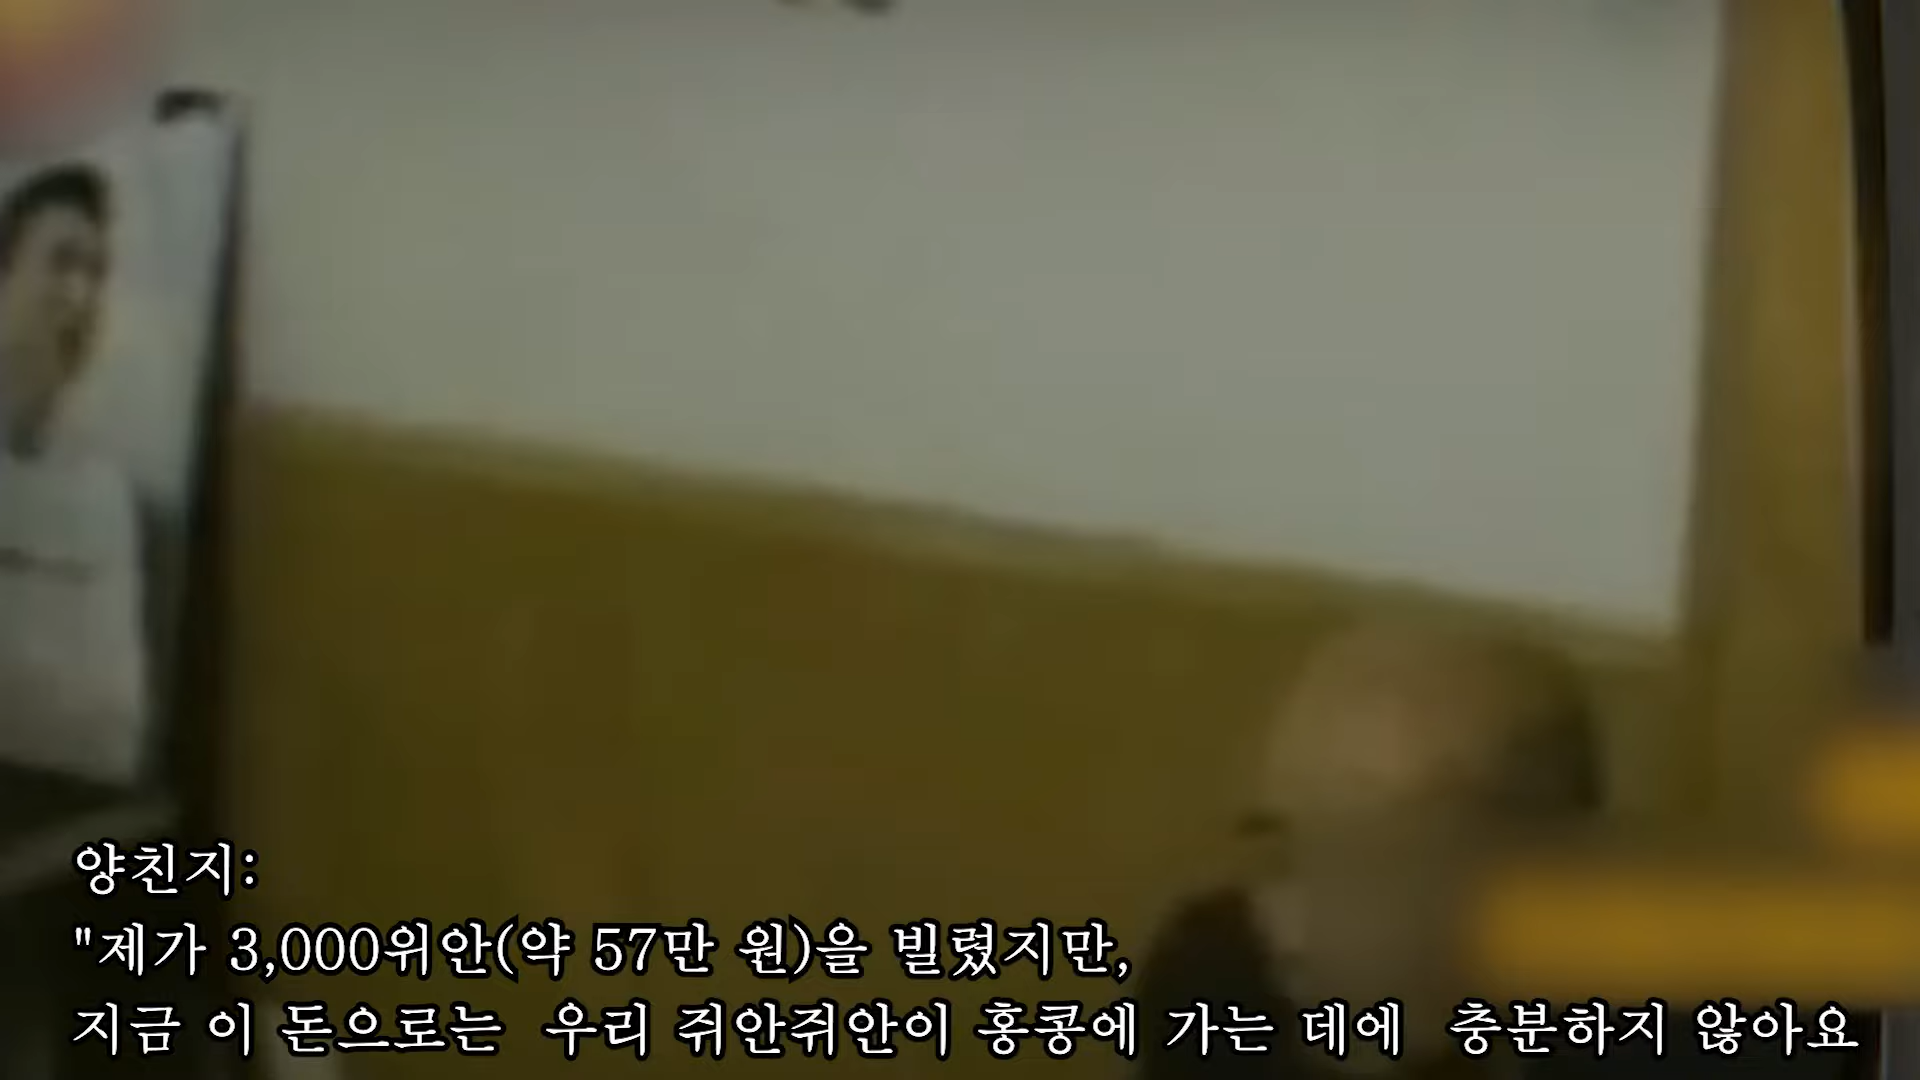 양친지:
"제가 3,000위안(약 57만 원)을 빌렸지만,
지금 이 돈으로는 우리 쥐안쥐안이 홍콩에 가는 데에 충분하지 않아요